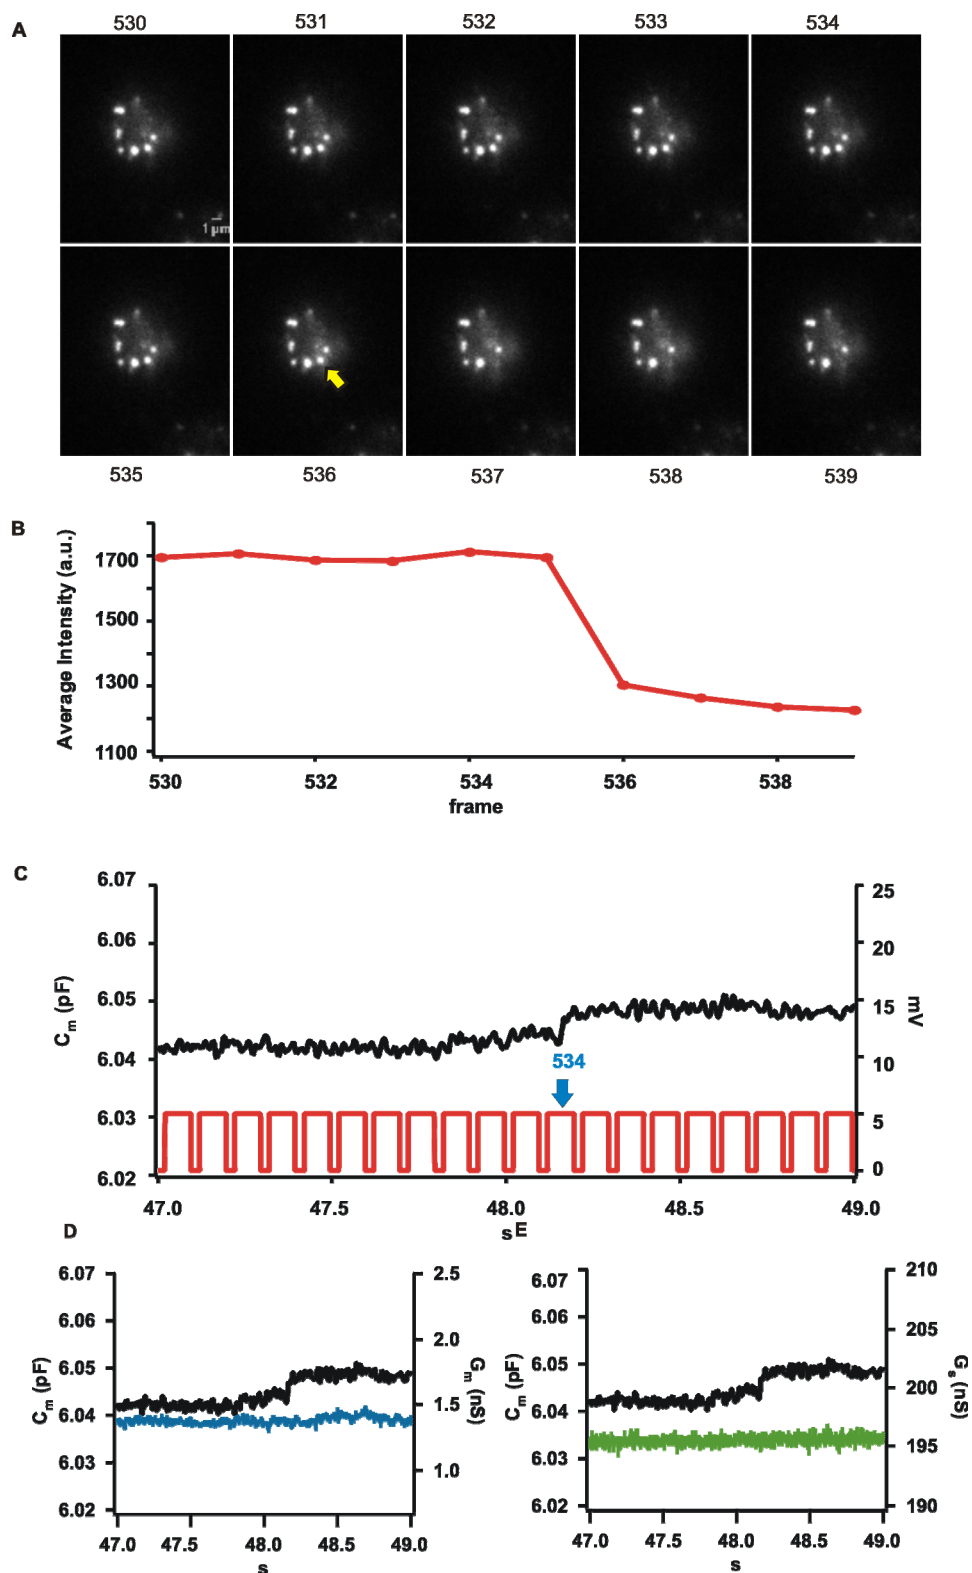 A
530 531 532 533 534
1 µm
535 536 537 538 539
B
Average Intensity (a.u.)
1700
1500
1300
1100
530 532 534 536 538
frame
C
C_m (pF)
6.07
6.06
6.05
6.04
6.03
6.02
534
25
20
15
10
5
0
mV
47.0 47.5 48.0 48.5 49.0
s
D
C_m (pF)
6.07
6.06
6.05
6.04
6.03
6.02
2.5
2.0
1.5
1.0
G_m (nS)
47.0 47.5 48.0 48.5 49.0
s
E
C_m (pF)
6.07
6.06
6.05
6.04
6.03
6.02
210
205
200
195
190
G_s (nS)
47.0 47.5 48.0 48.5 49.0
s